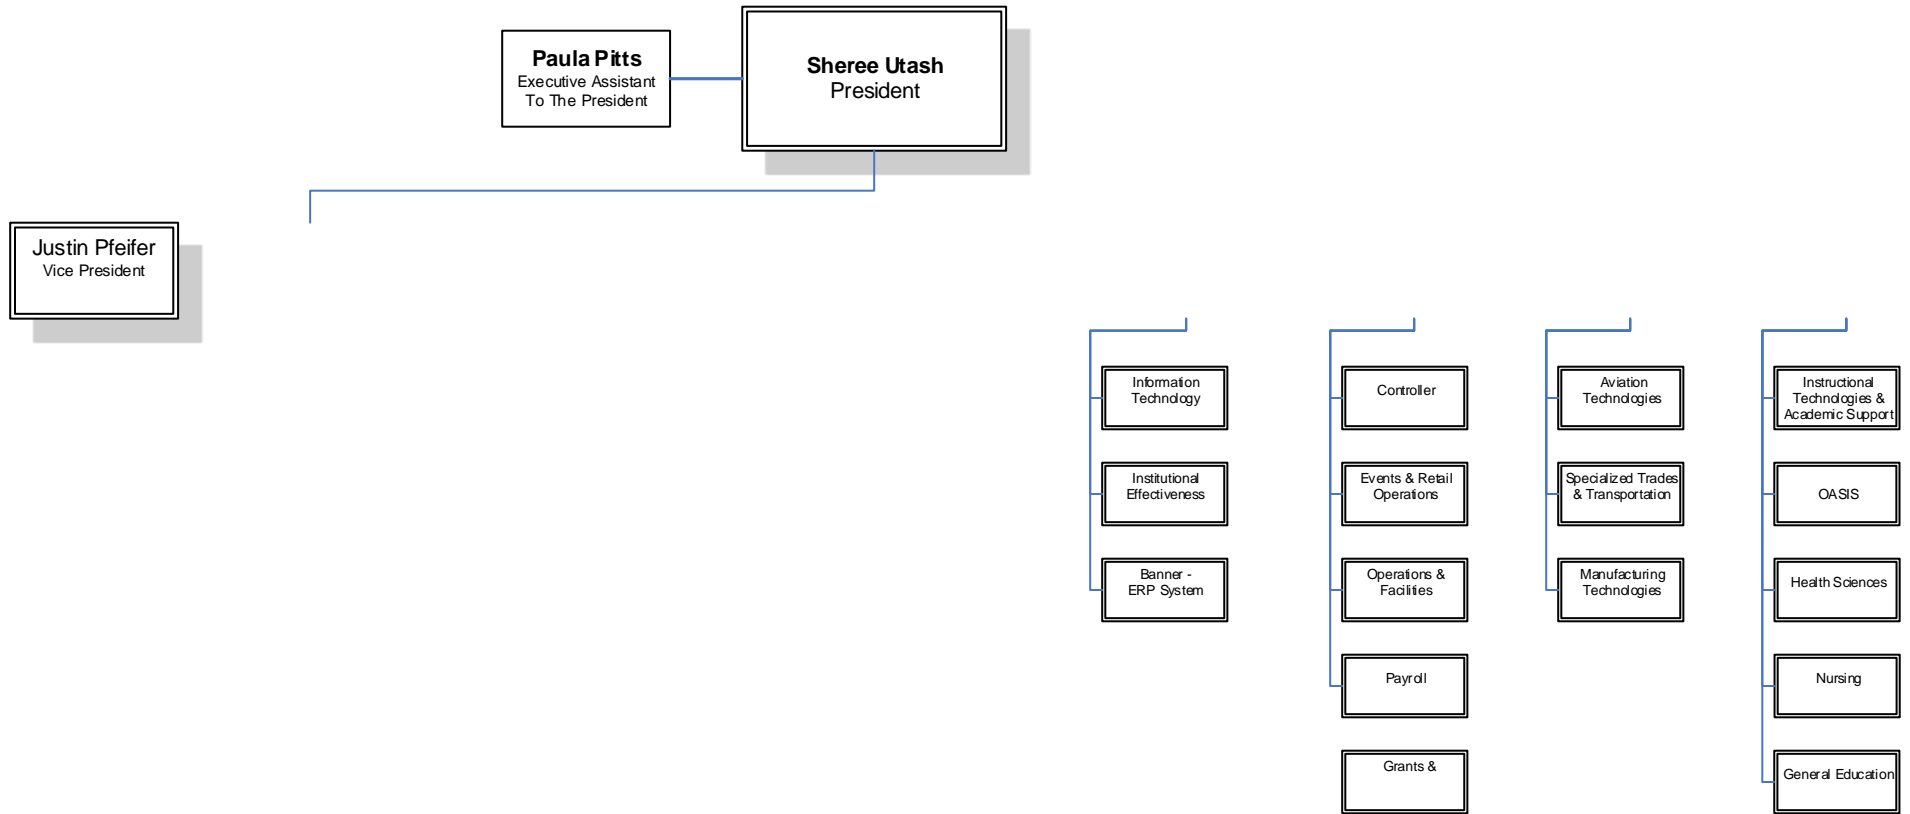 Paula Pitts
Executive Assistant
To The President
Sheree Utash
President
Justin Pfeifer
Vice President
Information
Technology
Institutional
Effectiveness
Banner -
ERP System
Controller
Events & Retail
Operations
Operations &
Facilities
Payroll
Grants &
Aviation
Technologies
Specialized Trades
& Transportation
Manufacturing
Technologies
Instructional
Technologies &
Academic Support
OASIS
Health Sciences
Nursing
General Education